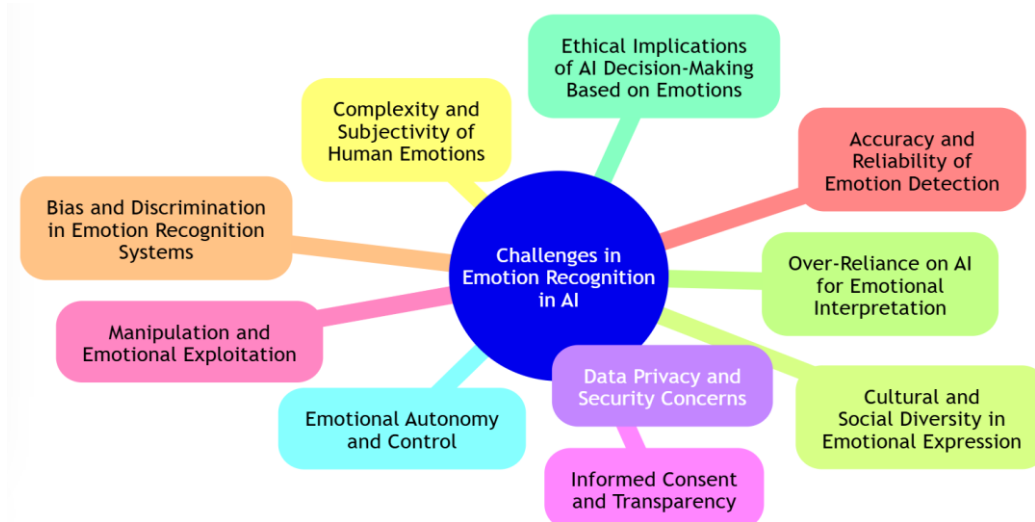 Ethical Implications
of AI Decision-Making
Based on Emotions
Complexity and
Subjectivity of
Human Emotions
Accuracy and
Reliability of
Emotion Detection
Bias and Discrimination
in Emotion Recognition
Systems
Challenges in
Emotion Recognition
in AI
Over-Reliance on AI
for Emotional
Interpretation
Manipulation and
Emotional Exploitation
Data Privacy and
Security Concerns
Cultural and
Social Diversity in
Emotional Expression
Emotional Autonomy
and Control
Informed Consent
and Transparency